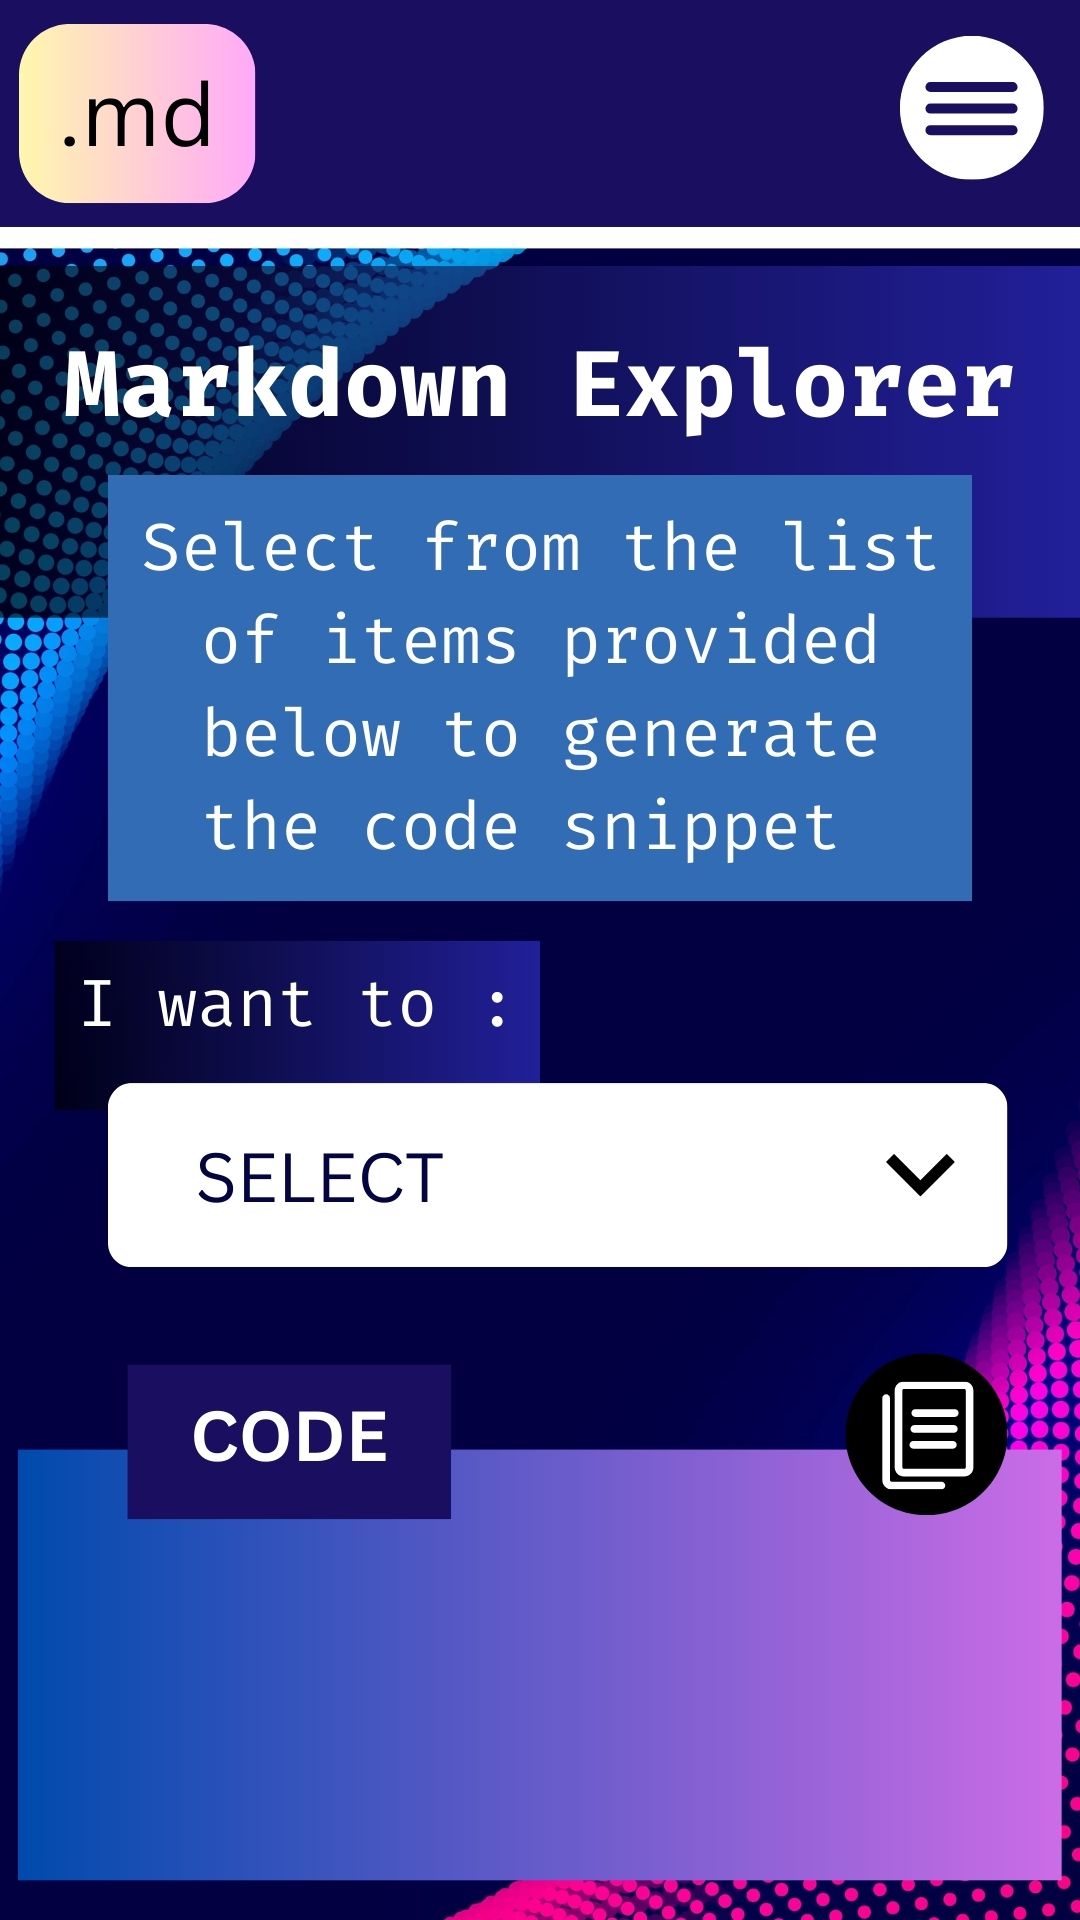 .md
Markdown Explorer
Select from the list
of items provided
below to generate
the code snippet
I want to :
SELECT
CODE